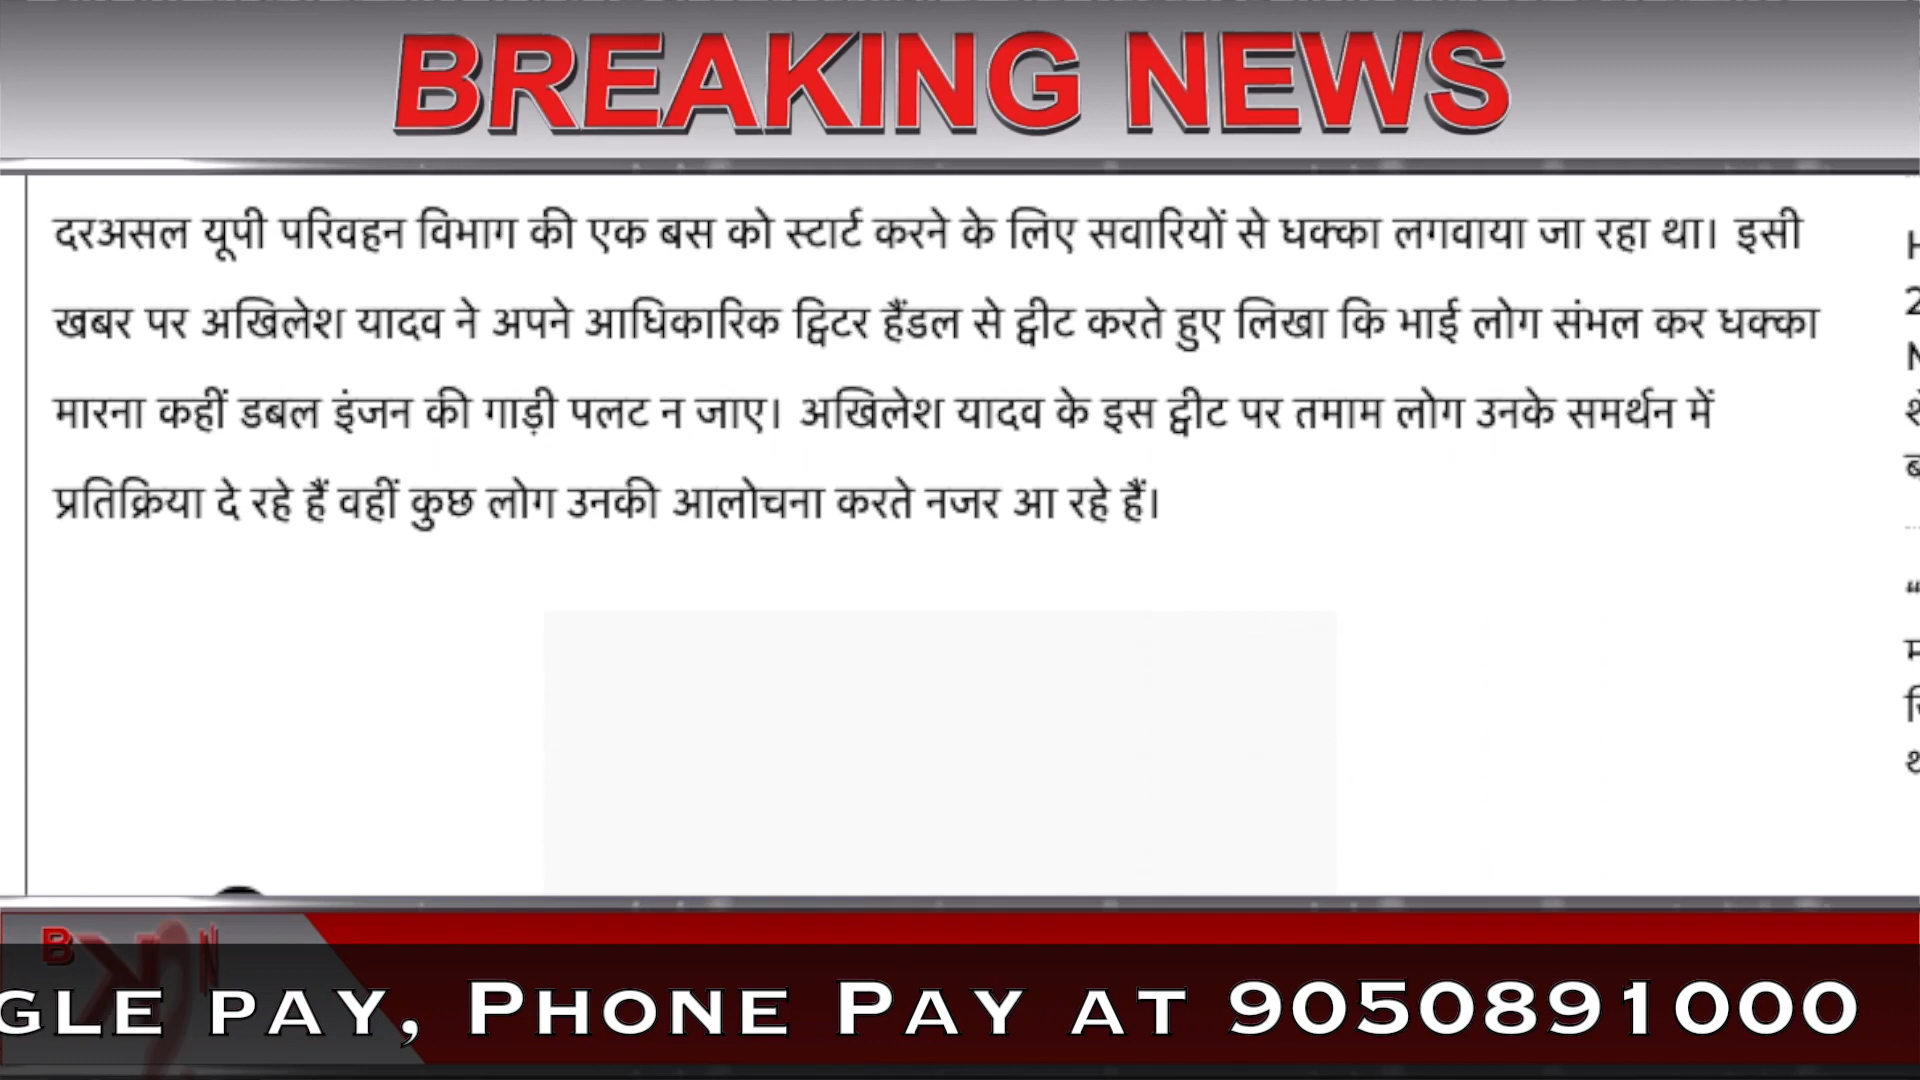 BREAKING NEWS
दरअसल यूपी परिवहन विभाग की एक बस को स्टार्ट करने के लिए सवारियों से धक्का लगवाया जा रहा था। इसी
खबर पर अखिलेश यादव ने अपने आधिकारिक ट्विटर हैंडल से ट्वीट करते हुए लिखा कि भाई लोग संभल कर धक्का
मारना कहीं डबल इंजन की गाड़ी पलट न जाए। अखिलेश यादव के इस ट्वीट पर तमाम लोग उनके समर्थन में
प्रतिक्रिया दे रहे हैं वहीं कुछ लोग उनकी आलोचना करते नजर आ रहे हैं।
GLE PAY, PHONE PAY AT 9050891000